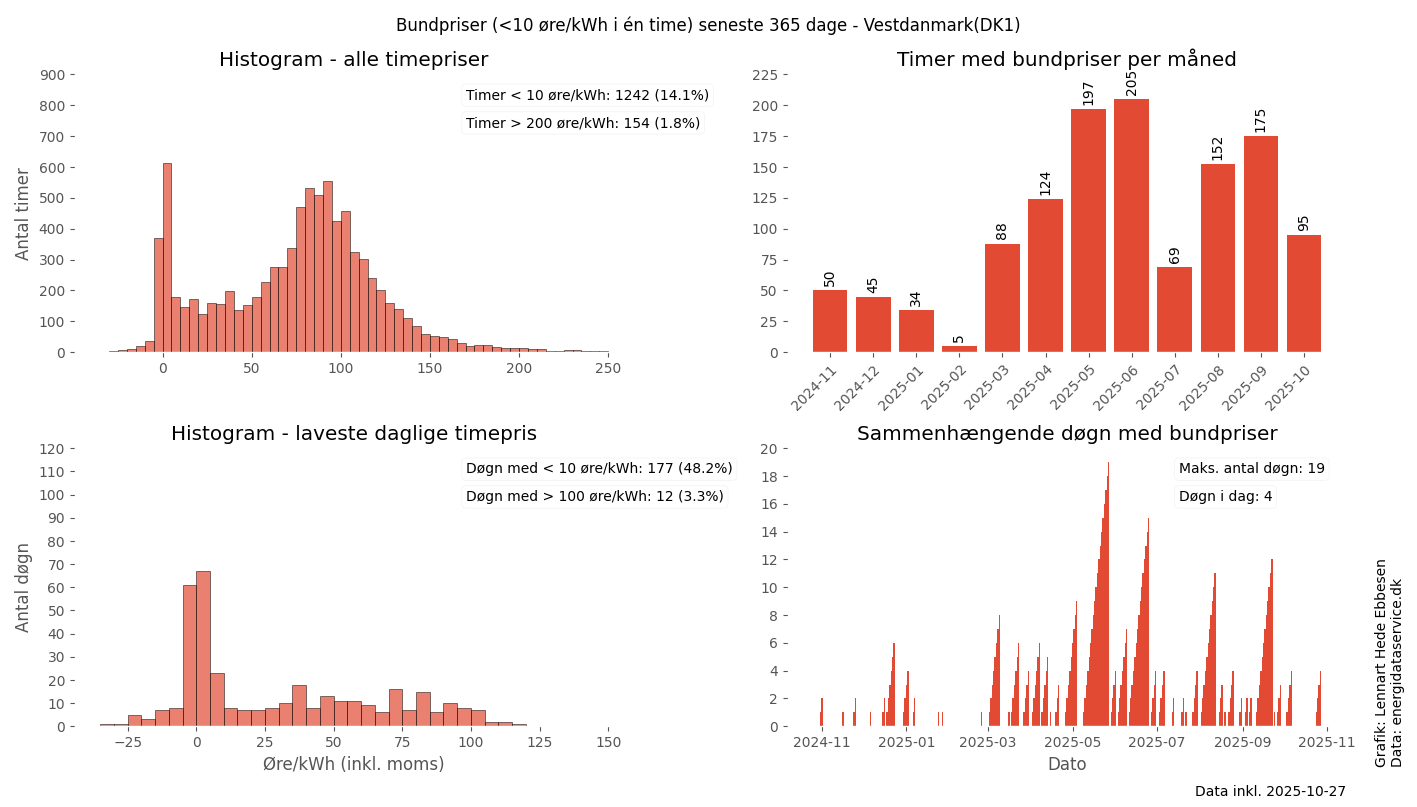 Bundpriser (<10 øre/kWh i én time) seneste 365 dage - Vestdanmark(DK1)
Histogram - alle timepriser
Antal timer
900
800
700
600
500
400
300
200
100
0
0 50 100 150 200 250
Timer < 10 øre/kWh: 1242 (14.1%)
Timer > 200 øre/kWh: 154 (1.8%)
Timer med bundpriser per måned
225
200
175
150
125
100
75
50
25
0
50 45 34 5 88 124 197 205 69 152 175 95
2024-11 2024-12 2025-01 2025-02 2025-03 2025-04 2025-05 2025-06 2025-07 2025-08 2025-09 2025-10
Histogram - laveste daglige timepris
Antal døgn
120
110
100
90
80
70
60
50
40
30
20
10
0
−25 0 25 50 75 100 125 150
Øre/kWh (inkl. moms)
Døgn med < 10 øre/kWh: 177 (48.2%)
Døgn med > 100 øre/kWh: 12 (3.3%)
Sammenhængende døgn med bundpriser
20
18
16
14
12
10
8
6
4
2
0
2024-11 2025-01 2025-03 2025-05 2025-07 2025-09 2025-11
Dato
Maks. antal døgn: 19
Døgn i dag: 4
Grafik: Lennart Hede Ebbesen
Data: energidataservice.dk
Data inkl. 2025-10-27